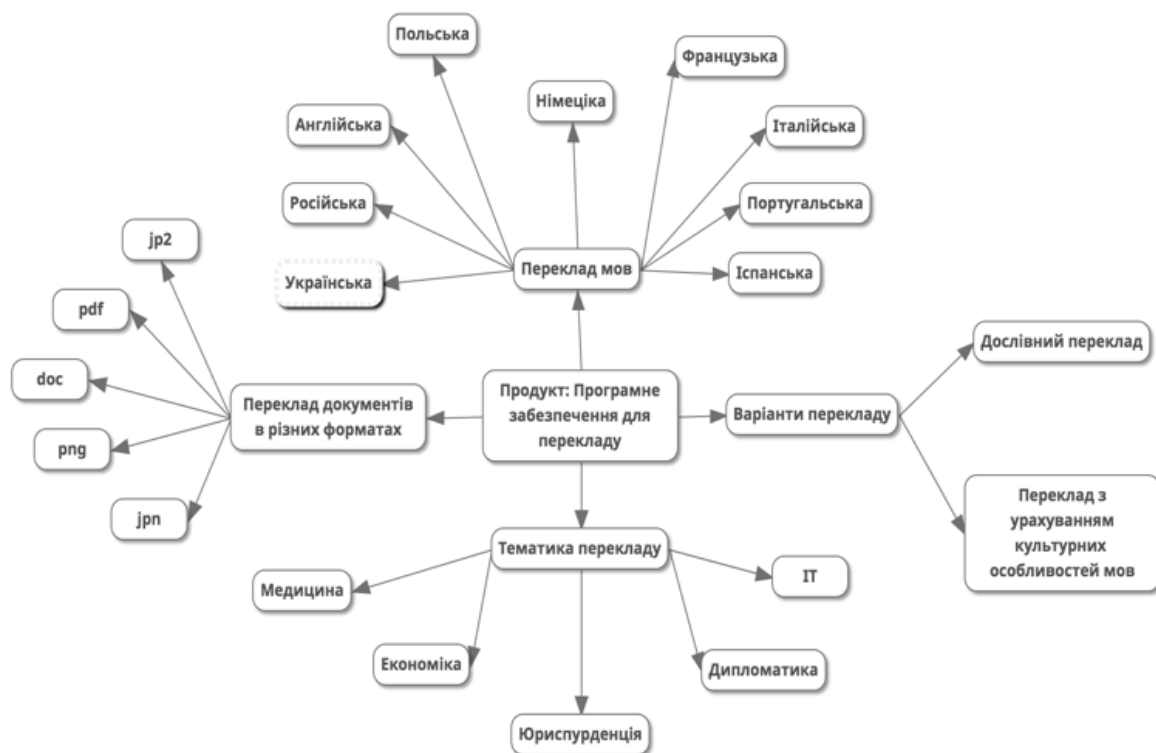 Польська
Французька
Німеціка
Англійська
Італійська
Російська
Португальська
jp2
Переклад мов
Іспанська
Українська
pdf
Дослівний переклад
doc
Переклад документів
в різних форматах
Продукт: Програмне
забезпечення для
перекладу
Варіанти перекладу
png
jpn
Переклад з
урахуванням
культурних
особливостей мов
Тематика перекладу
Медицина
IT
Економіка
Дипломатика
Юриспурденція